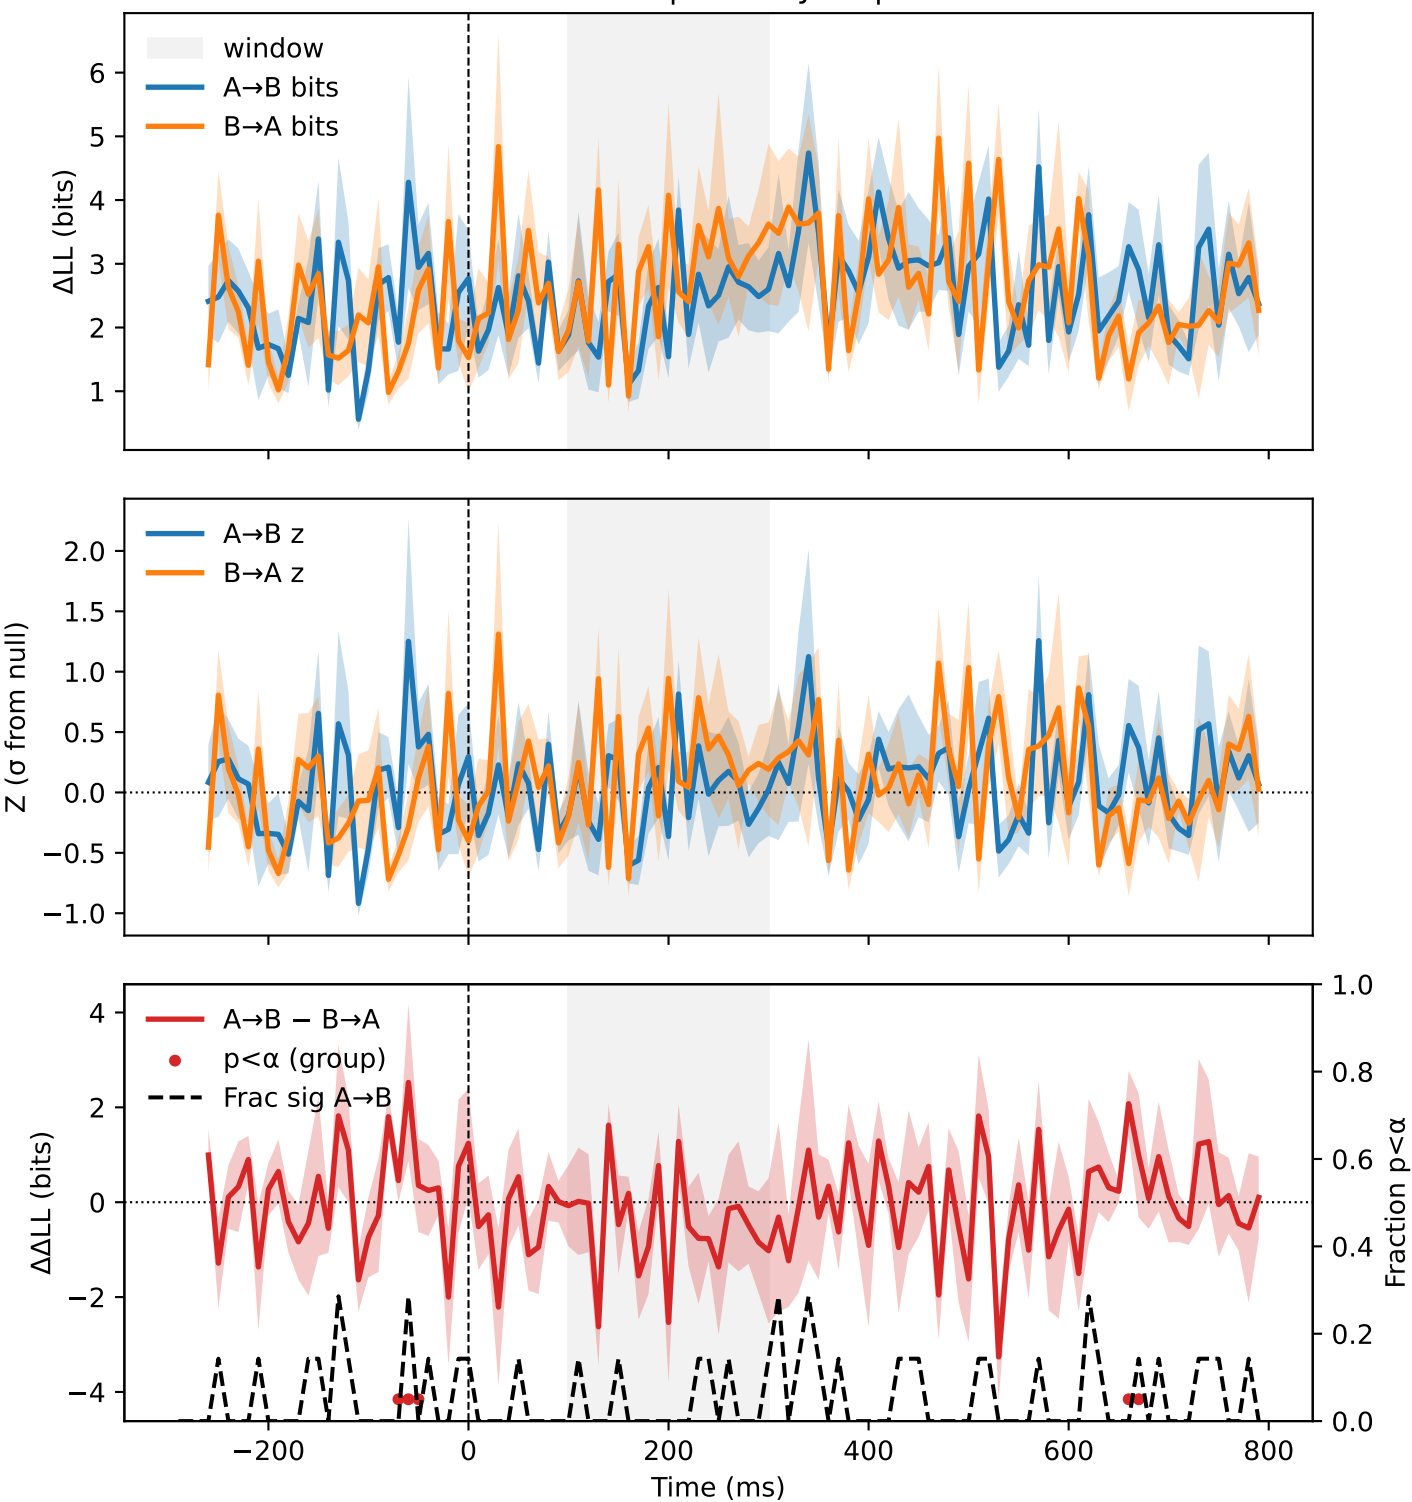 window
A→B bits
B→A bits
ΔLL (bits)
6
5
4
3
2
1
A→B z
B→A z
Z (σ from null)
2.0
1.5
1.0
0.5
0.0
−0.5
−1.0
A→B − B→A
p<α (group)
Frac sig A→B
ΔΔLL (bits)
4
2
0
−2
−4
1.0
0.8
0.6
0.4
0.2
0.0
Fraction p<α
−200
0
200
400
600
800
Time (ms)